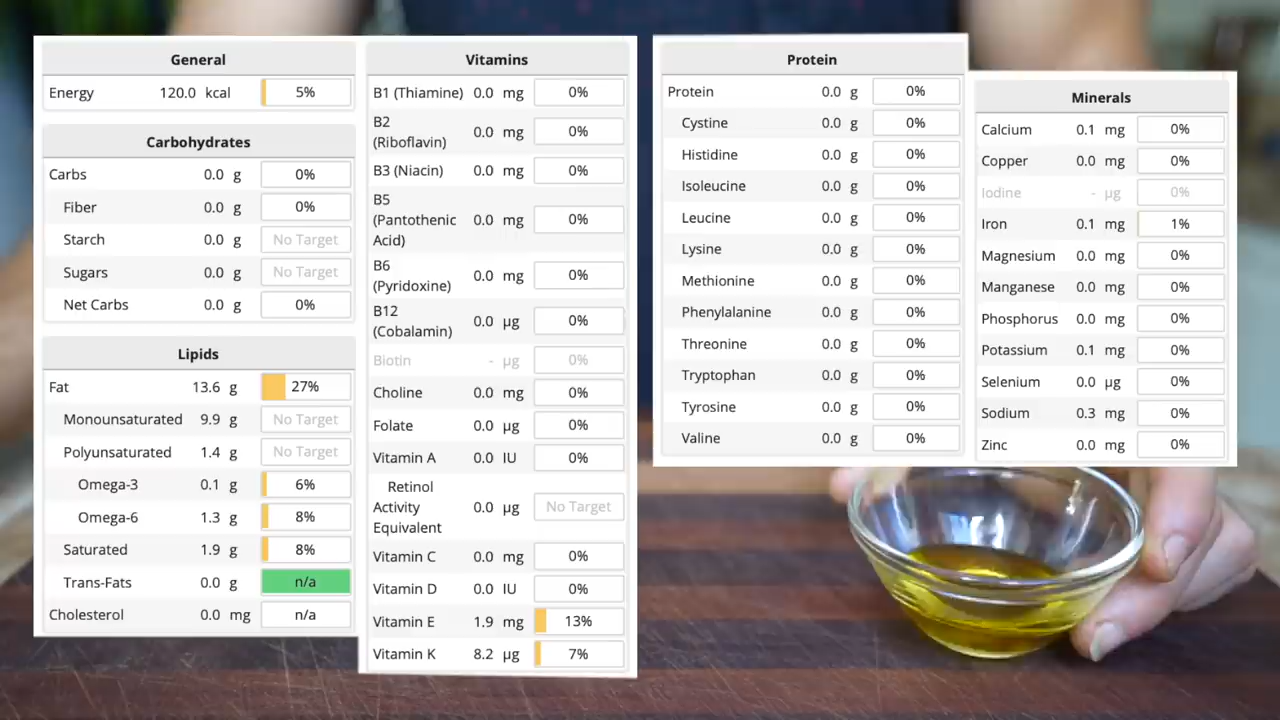 General
Energy 120.0 kcal 5%
Carbohydrates
Carbs 0.0 g 0%
Fiber 0.0 g 0%
Starch 0.0 g No Target
Sugars 0.0 g No Target
Net Carbs 0.0 g 0%
Lipids
Fat 13.6 g 27%
Monounsaturated 9.9 g No Target
Polyunsaturated 1.4 g No Target
Omega-3 0.1 g 6%
Omega-6 1.3 g 8%
Saturated 1.9 g 8%
Trans-Fats 0.0 g n/a
Cholesterol 0.0 mg n/a
Vitamins
B1 (Thiamine) 0.0 mg 0%
B2
(Riboflavin) 0.0 mg 0%
B3 (Niacin) 0.0 mg 0%
B5
(Pantothenic 0.0 mg 0%
Acid)
B6
(Pyridoxine) 0.0 mg 0%
B12
(Cobalamin) 0.0 µg 0%
Biotin - µg 0%
Choline 0.0 mg 0%
Folate 0.0 µg 0%
Vitamin A 0.0 IU 0%
Retinol
Activity 0.0 µg No Target
Equivalent
Vitamin C 0.0 mg 0%
Vitamin D 0.0 IU 0%
Vitamin E 1.9 mg 13%
Vitamin K 8.2 µg 7%
Protein
Protein 0.0 g 0%
Cystine 0.0 g 0%
Histidine 0.0 g 0%
Isoleucine 0.0 g 0%
Leucine 0.0 g 0%
Lysine 0.0 g 0%
Methionine 0.0 g 0%
Phenylalanine 0.0 g 0%
Threonine 0.0 g 0%
Tryptophan 0.0 g 0%
Tyrosine 0.0 g 0%
Valine 0.0 g 0%
Minerals
Calcium 0.1 mg 0%
Copper 0.0 mg 0%
Iodine - µg 0%
Iron 0.1 mg 1%
Magnesium 0.0 mg 0%
Manganese 0.0 mg 0%
Phosphorus 0.0 mg 0%
Potassium 0.1 mg 0%
Selenium 0.0 µg 0%
Sodium 0.3 mg 0%
Zinc 0.0 mg 0%